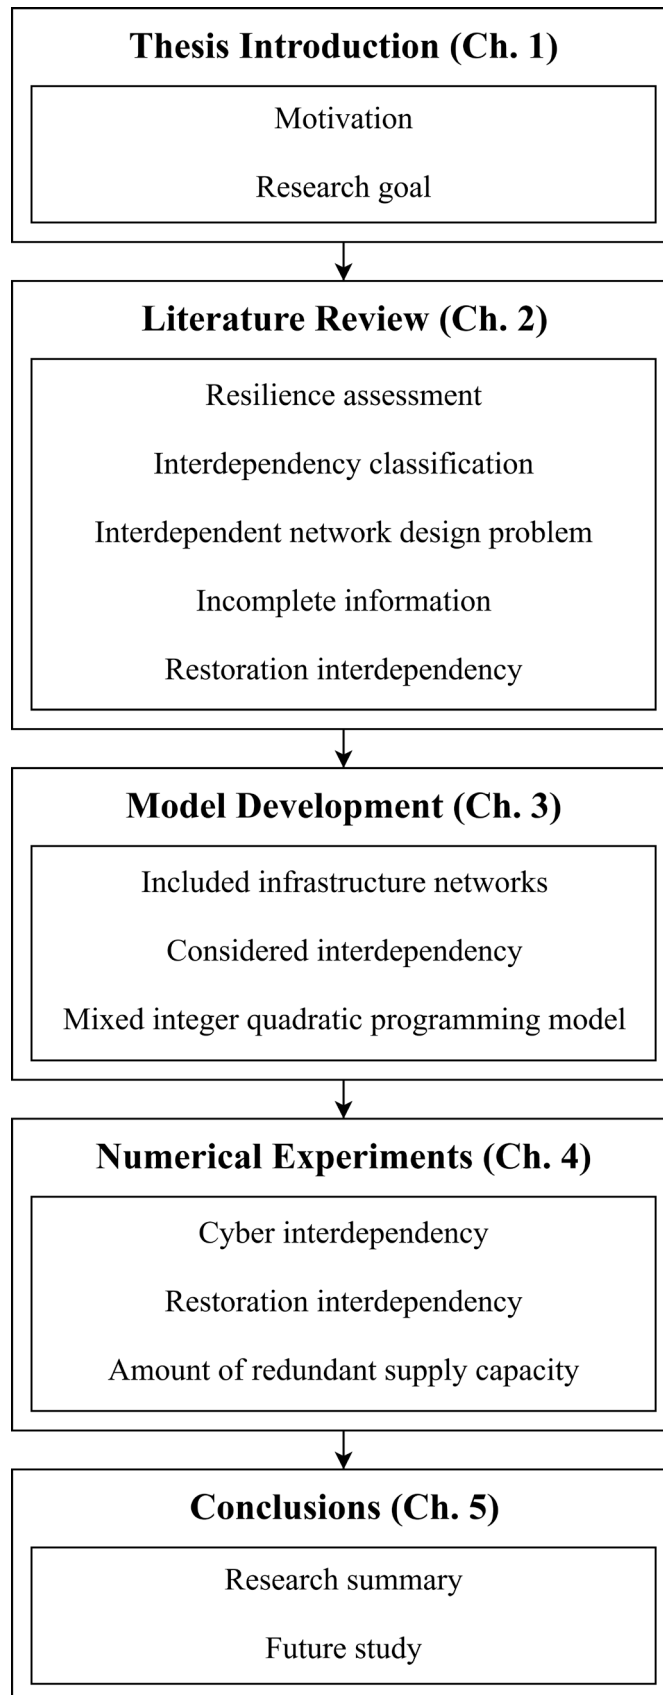 Thesis Introduction (Ch. 1)
Motivation
Research goal
Literature Review (Ch. 2)
Resilience assessment
Interdependency classification
Interdependent network design problem
Incomplete information
Restoration interdependency
Model Development (Ch. 3)
Included infrastructure networks
Considered interdependency
Mixed integer quadratic programming model
Numerical Experiments (Ch. 4)
Cyber interdependency
Restoration interdependency
Amount of redundant supply capacity
Conclusions (Ch. 5)
Research summary
Future study